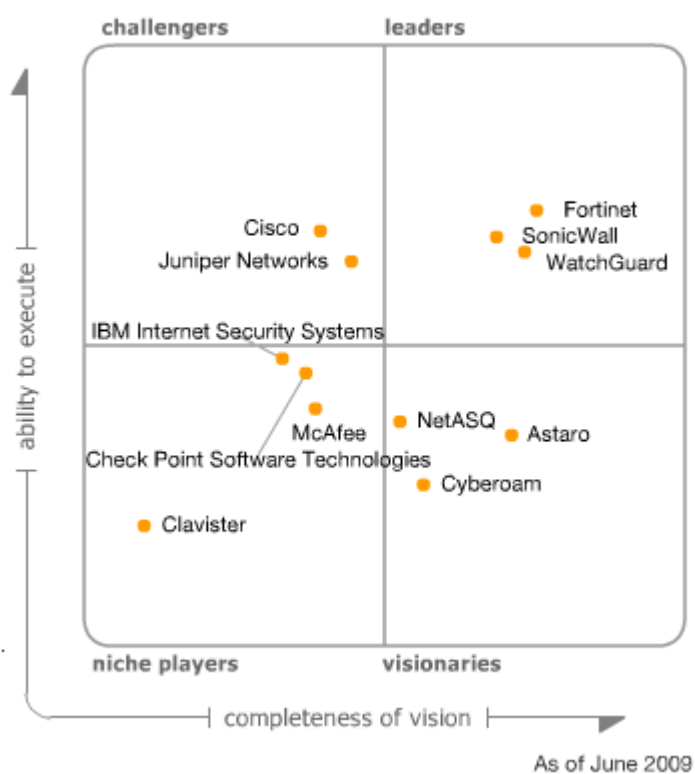 challengers
leaders
Fortinet
Cisco
SonicWall
Juniper Networks
WatchGuard
ability to execute
IBM Internet Security Systems
NetASQ
McAfee
Astaro
Check Point Software Technologies
Cyberoam
Clavister
niche players
visionaries
completeness of vision
As of June 2009